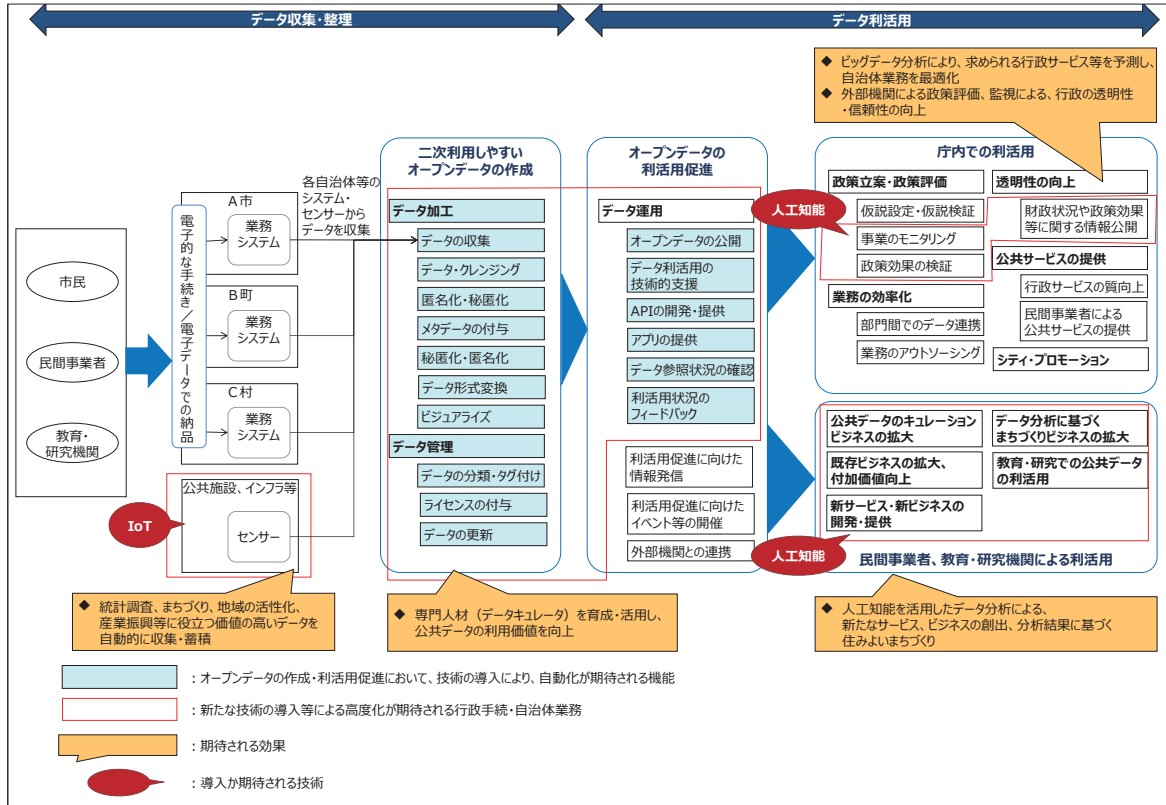 データ収集・整理
データ利活用
◆ ビッグデータ分析により、求められる行政サービス等を予測し、
自治体業務を最適化
◆ 外部機関による政策評価、監視による、行政の透明性
・信頼性の向上
市民
民間事業者
教育・
研究機関
電子的な手続き／電子データでの納品
A市
業務
システム
B町
業務
システム
C村
業務
システム
公共施設、インフラ等
センサー
IoT
各自治体等の
システム・
センサーから
データを収集
二次利用しやすい
オープンデータの作成
データ加工
データの収集
データ・クレンジング
匿名化・秘匿化
メタデータの付与
秘匿化・匿名化
データ形式変換
ビジュアライズ
データ管理
データの分類・タグ付け
ライセンスの付与
データの更新
オープンデータの
利活用促進
データ運用
オープンデータの公開
データ利活用の
技術的支援
APIの開発・提供
アプリの提供
データ参照状況の確認
利活用状況の
フィードバック
利活用促進に向けた
情報発信
利活用促進に向けた
イベント等の開催
外部機関との連携
庁内での利活用
人工知能
政策立案・政策評価
仮説設定・仮説検証
事業のモニタリング
政策効果の検証
業務の効率化
部門間でのデータ連携
業務のアウトソーシング
透明性の向上
財政状況や政策効果
等に関する情報公開
公共サービスの提供
行政サービスの質向上
民間事業者による
公共サービスの提供
シティ・プロモーション
公共データのキュレーション
ビジネスの拡大
既存ビジネスの拡大、
付加価値向上
新サービス・新ビジネスの
開発・提供
データ分析に基づく
まちづくりビジネスの拡大
教育・研究での公共データ
の利活用
人工知能
民間事業者、教育・研究機関による利活用
◆ 統計調査、まちづくり、地域の活性化、
産業振興等に役立つ価値の高いデータを
自動的に収集・蓄積
◆ 専門人材（データキュレータ）を育成・活用し、
公共データの利用価値を向上
◆ 人工知能を活用したデータ分析による、
新たなサービス、ビジネスの創出、分析結果に基づく
住みよいまちづくり
：オープンデータの作成・利活用促進において、技術の導入により、自動化が期待される機能
：新たな技術の導入等による高度化が期待される行政手続・自治体業務
：期待される効果
：導入か期待される技術